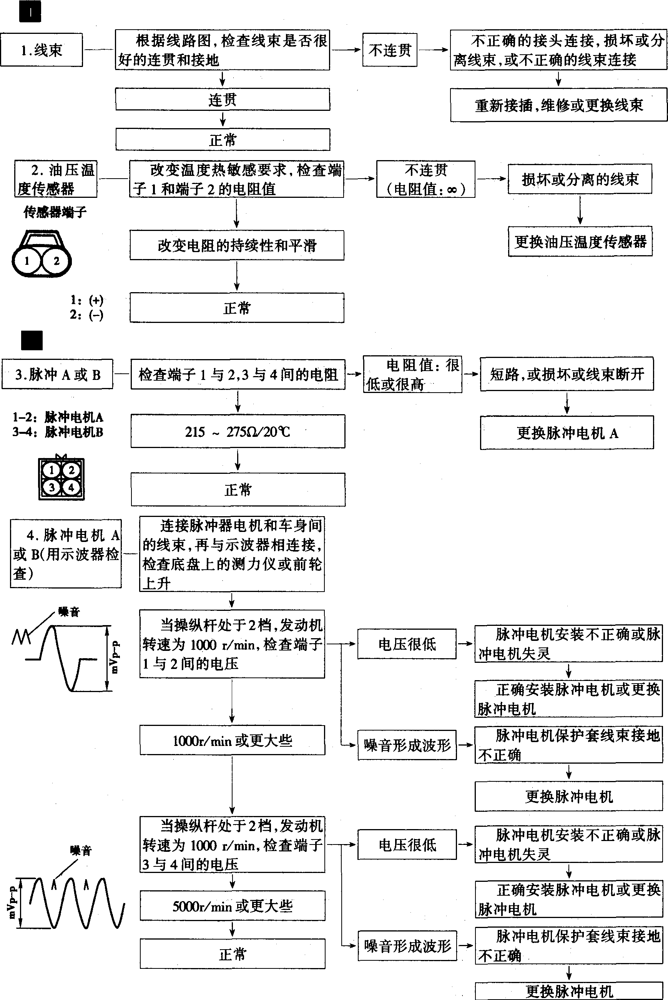 1.线束
根据线路图,检查线束是否很
好的连贯和接地
不连贯
不正确的接头连接,损坏或分
离线束,或不正确的线束连接
连贯
重新接插,维修或更换线束
正常
2. 油压温
度传感器
改变温度热敏感要求,检查端
子1和端子2的电阻值
不连贯
(电阻值:∞)
损坏或分离的线束
传感器端子
1
2
改变电阻的持续性和平滑
更换油压温度传感器
1: (+)
2: (-)
正常
3.脉冲 A 或 B
检查端子1与2,3与4间的电阻
电阻值: 很
低或很高
短路,或损坏或线束断开
1-2: 脉冲电机A
3-4: 脉冲电机B
215 ~ 275Ω/20℃
更换脉冲电机 A
1 2
3 4
正常
4. 脉冲电机 A
或B(用示波器检
查)
连接脉冲器电机和车身间
的线束,再与示波器相连接,
检查底盘上的测力仪或前轮
上升
噪音
mVp-p
当操纵杆处于2档,发动机
转速为 1000 r/min,检查端子
1与2间的电压
电压很低
脉冲电机安装不正确或脉
冲电机失灵
正确安装脉冲电机或更换
脉冲电机
1000r/min 或更大些
噪音形成波形
脉冲电机保护套线束接地
不正确
更换脉冲电机
当操纵杆处于2档,发动机
转速为 1000 r/min,检查端子
3与4间的电压
电压很低
脉冲电机安装不正确或脉
冲电机失灵
噪音
mVp-p
正确安装脉冲电机或更换
脉冲电机
5000r/min 或更大些
正常
噪音形成波形
脉冲电机保护套线束接地
不正确
更换脉冲电机